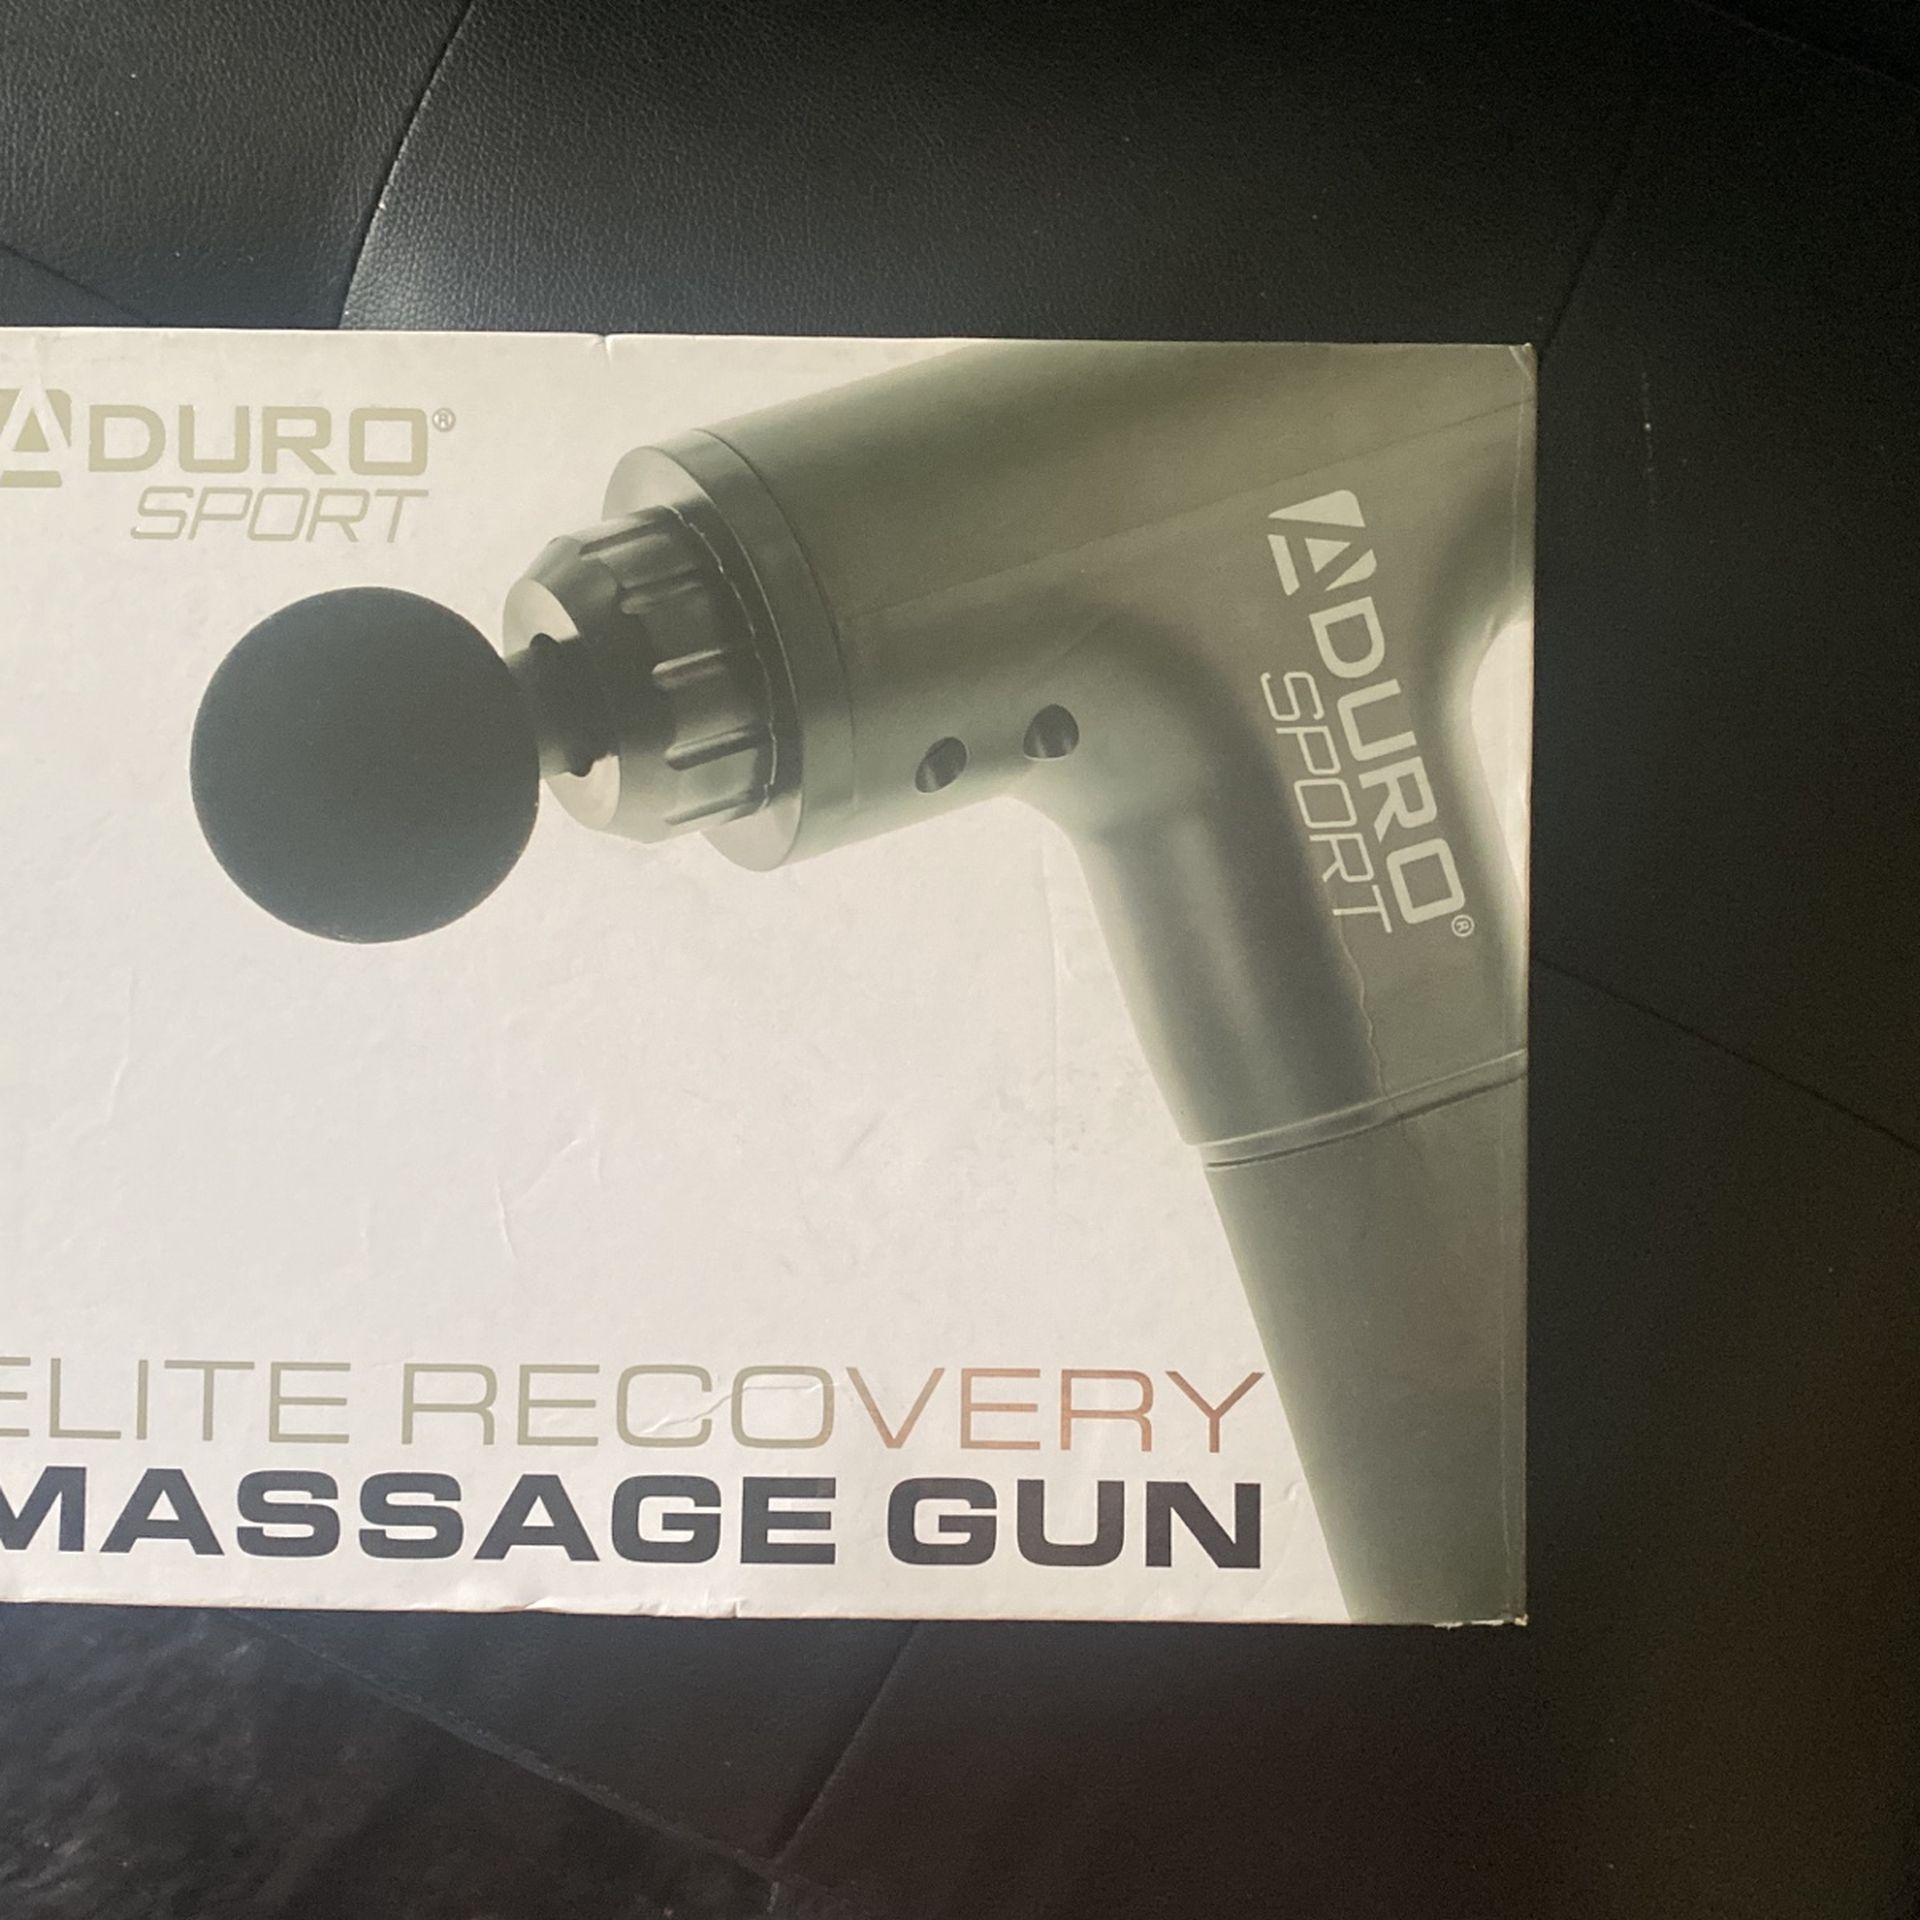 ADURO®
SPORT
ADURO®
SPORT
ELITE RECOVERY
MASSAGE GUN